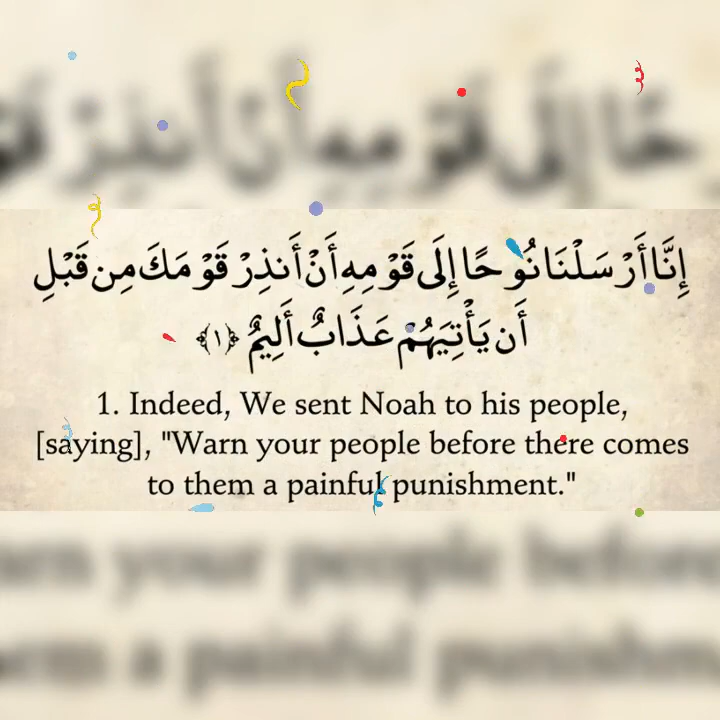 إِنَّا أَرْسَلْنَا نُوحًا إِلَى قَوْمِهِ أَنْ أَنذِرْ قَوْمَكَ مِن قَبْلِ
أَن يَأْتِيَهُمْ عَذَابٌ أَلِيمٌ ﴿١﴾
1. Indeed, We sent Noah to his people,
[saying], "Warn your people before there comes
to them a painful punishment."